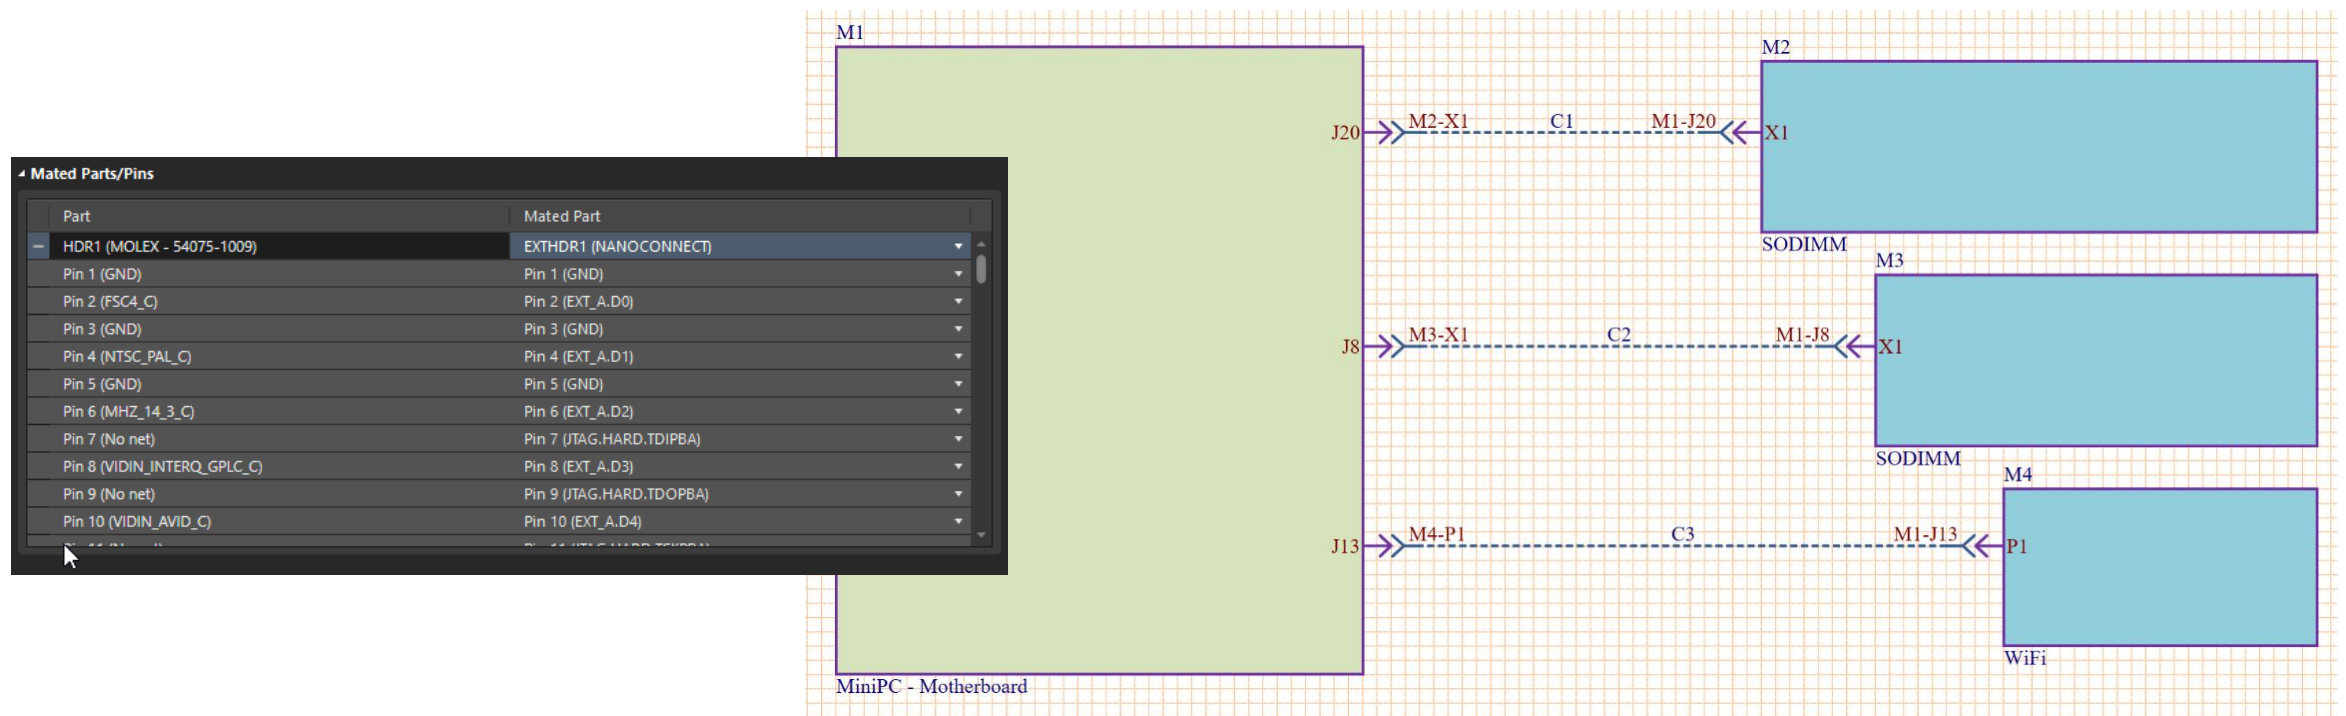 Mated Parts/Pins
Part Mated Part
HDR1 (MOLEX - 54075-1009) EXTHDR1 (NANOCONNECT)
Pin 1 (GND) Pin 1 (GND)
Pin 2 (FSC4_C) Pin 2 (EXT_A.D0)
Pin 3 (GND) Pin 3 (GND)
Pin 4 (NTSC_PAL_C) Pin 4 (EXT_A.D1)
Pin 5 (GND) Pin 5 (GND)
Pin 6 (MHZ_14_3_C) Pin 6 (EXT_A.D2)
Pin 7 (No net) Pin 7 (JTAG.HARD.TDIPBA)
Pin 8 (VIDIN_INTERQ_GPLC_C) Pin 8 (EXT_A.D3)
Pin 9 (No net) Pin 9 (JTAG.HARD.TDOPBA)
Pin 10 (VIDIN_AVID_C) Pin 10 (EXT_A.D4)
M1
M2
J20 M2-X1 C1 M1-J20 X1
SODIMM
M3
J8 M3-X1 C2 M1-J8 X1
SODIMM
M4
J13 M4-P1 C3 M1-J13 P1
WiFi
MiniPC - Motherboard